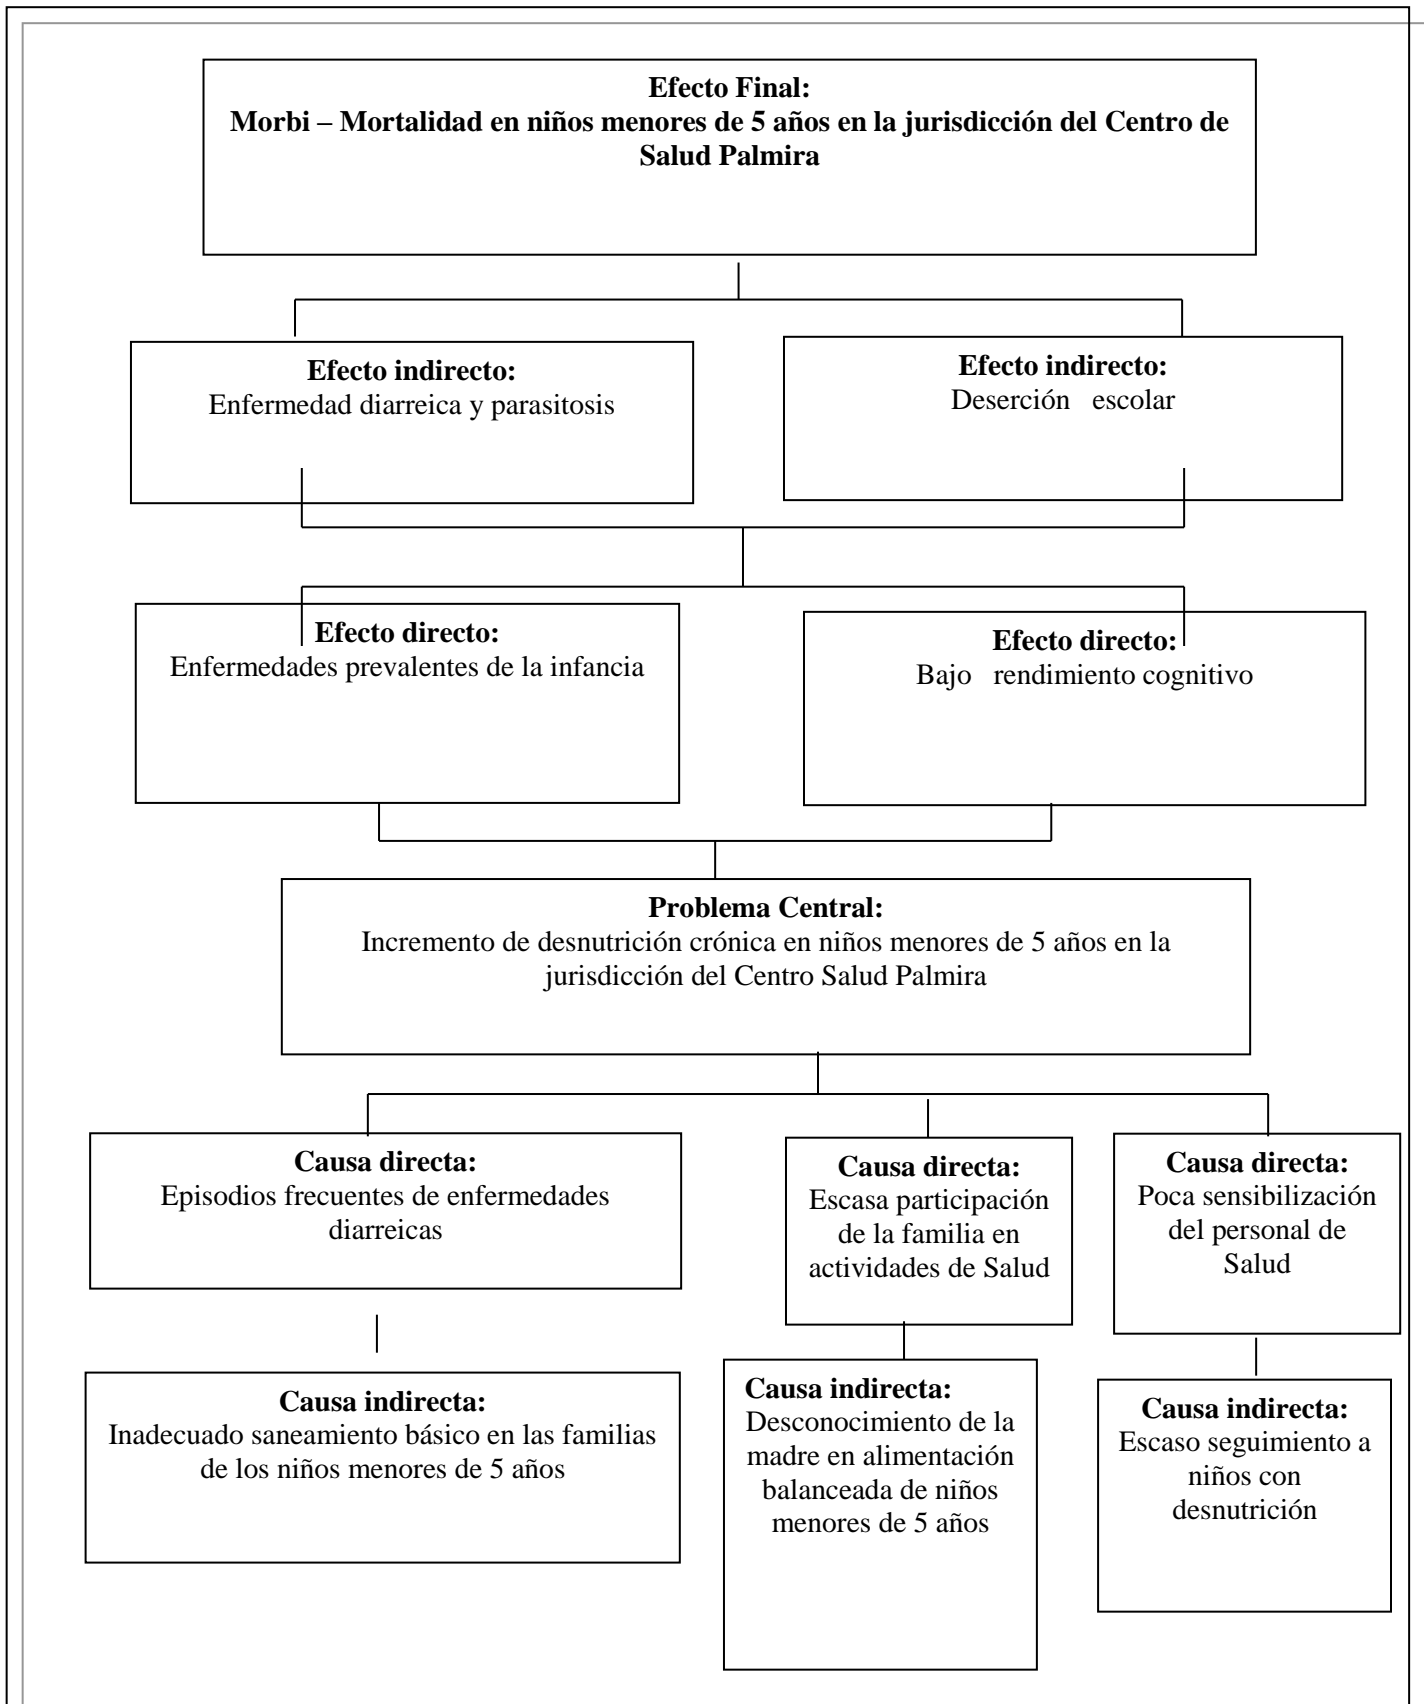 Efecto Final:
Morbi – Mortalidad en niños menores de 5 años en la jurisdicción del Centro de
Salud Palmira
Efecto indirecto:
Enfermedad diarreica y parasitosis
Efecto indirecto:
Deserción escolar
Efecto directo:
Enfermedades prevalentes de la infancia
Efecto directo:
Bajo rendimiento cognitivo
Problema Central:
Incremento de desnutrición crónica en niños menores de 5 años en la
jurisdicción del Centro Salud Palmira
Causa directa:
Episodios frecuentes de enfermedades
diarreicas
Causa directa:
Escasa participación
de la familia en
actividades de Salud
Causa directa:
Poca sensibilización
del personal de
Salud
Causa indirecta:
Inadecuado saneamiento básico en las familias
de los niños menores de 5 años
Causa indirecta:
Desconocimiento de la
madre en alimentación
balanceada de niños
menores de 5 años
Causa indirecta:
Escaso seguimiento a
niños con
desnutrición